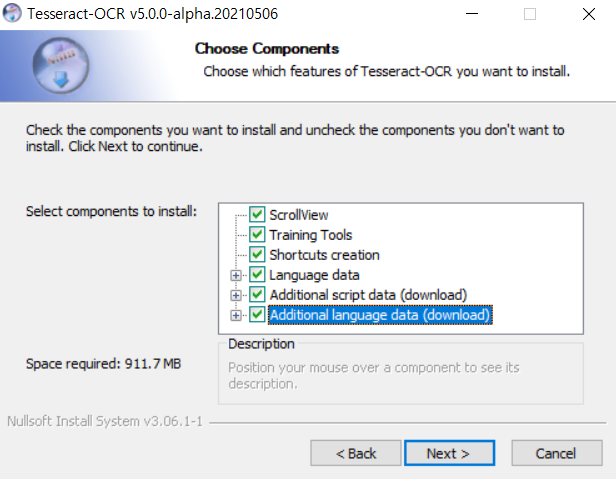 Tesseract-OCR v5.0.0-alpha.20210506
Choose Components
Choose which features of Tesseract-OCR you want to install.
Check the components you want to install and uncheck the components you don't want to
install. Click Next to continue.
Select components to install:
ScrollView
Training Tools
Shortcuts creation
Language data
Additional script data (download)
Additional language data (download)
Space required: 911.7 MB
Description
Position your mouse over a component to see its
description.
Nullsoft Install System v3.06.1-1
< Back
Next >
Cancel